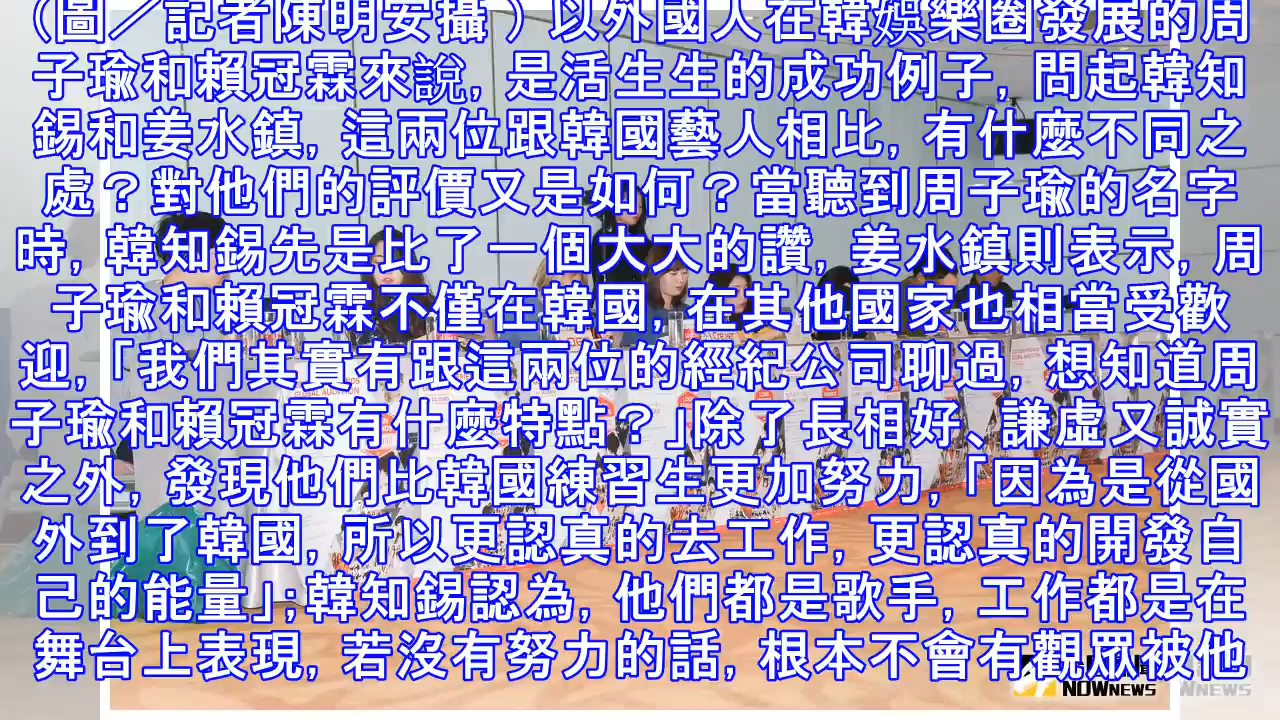 (圖／記者陳明安攝 ) 以外國人在韓娛樂圈發展的周
子瑜和賴冠霖來說, 是活生生的成功例子, 問起韓知
錫和姜水鎮, 這兩位跟韓國藝人相比, 有什麼不同之
處？對他們的評價又是如何？當聽到周子瑜的名字
時, 韓知錫先是比了一個大大的讚, 姜水鎮則表示, 周
子瑜和賴冠霖不僅在韓國, 在其他國家也相當受歡
迎,「我們其實有跟這兩位的經紀公司聊過, 想知道周
子瑜和賴冠霖有什麼特點？」除了長相好、謙虛又誠實
之外, 發現他們比韓國練習生更加努力,「因為是從國
外到了韓國, 所以更認真的去工作, 更認真的開發自
己的能量」; 韓知錫認為, 他們都是歌手, 工作都是在
舞台上表現, 若沒有努力的話, 根本不會有觀眾被他
NOWNEWS